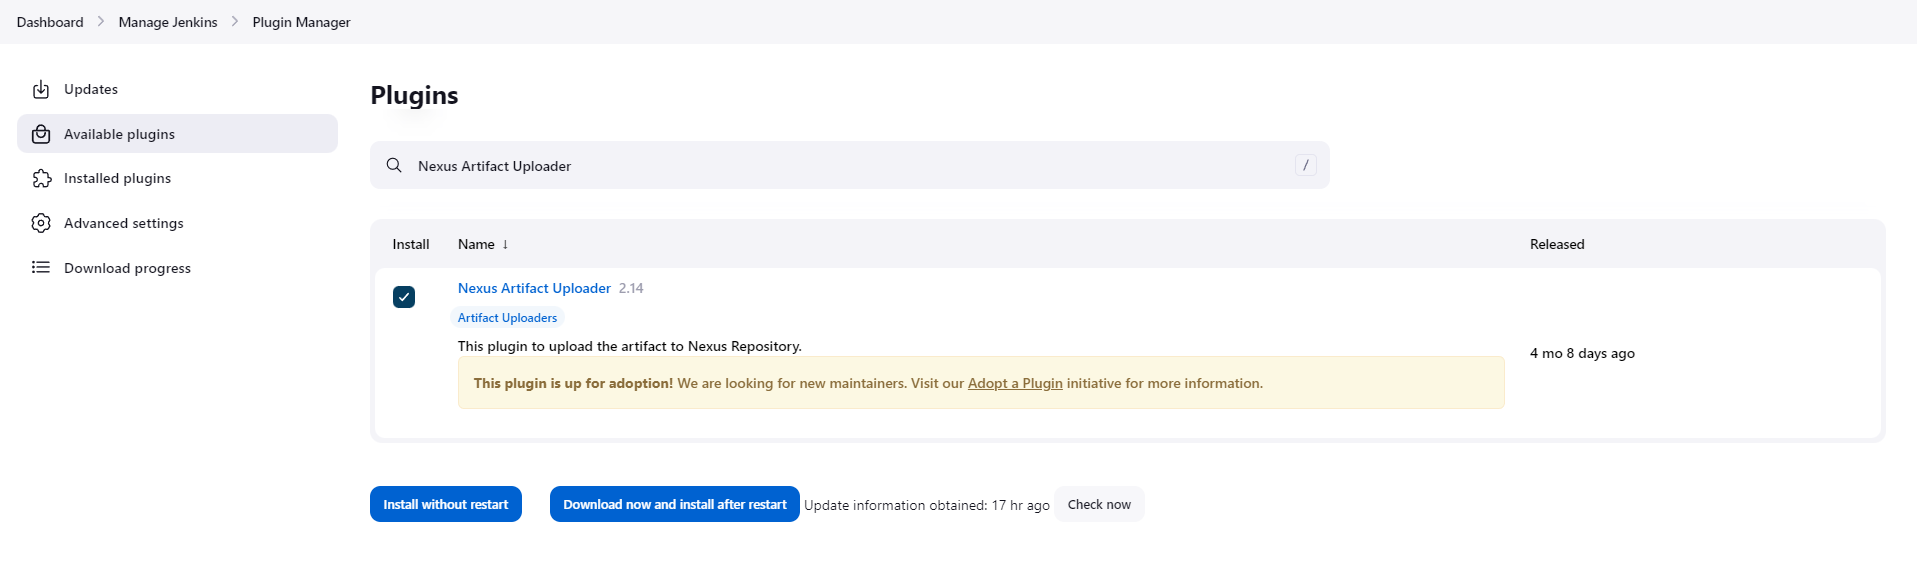 Dashboard > Manage Jenkins > Plugin Manager
Updates
Available plugins
Installed plugins
Advanced settings
Download progress
Plugins
Nexus Artifact Uploader /
Install Name ↓ Released
Nexus Artifact Uploader 2.14
Artifact Uploaders
This plugin to upload the artifact to Nexus Repository.
4 mo 8 days ago
This plugin is up for adoption! We are looking for new maintainers. Visit our Adopt a Plugin initiative for more information.
Install without restart Download now and install after restart Update information obtained: 17 hr ago Check now